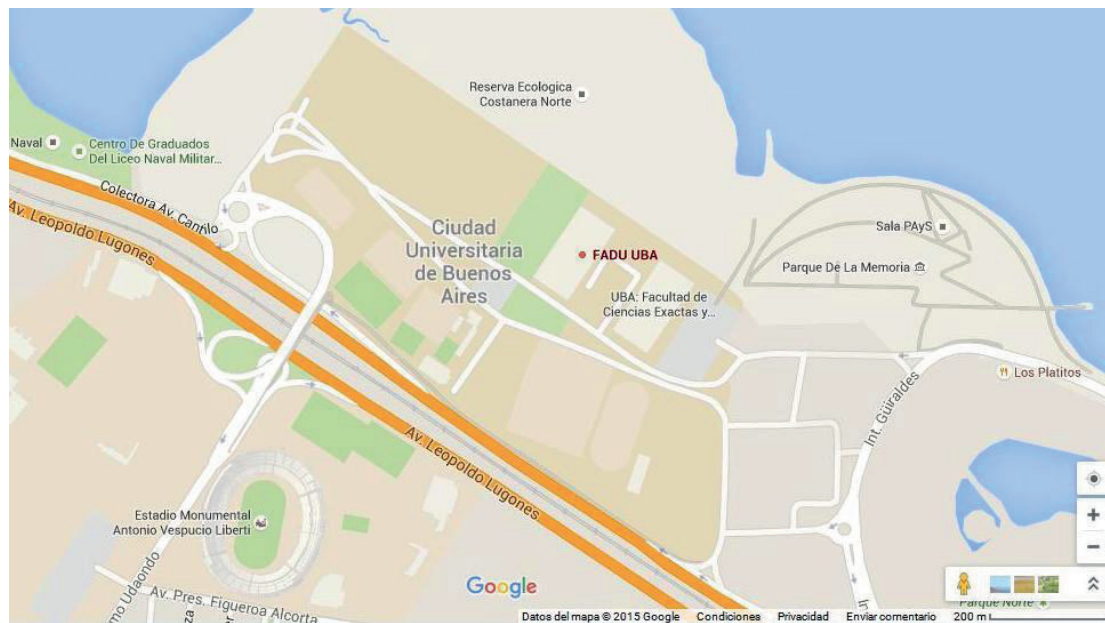 Reserva Ecologica
Costanera Norte
Naval
Centro De Graduados
Del Liceo Naval Militar...
Colectora Av. Cantilo
Av. Leopoldo Lugones
Ciudad
Universitaria
de Buenos
Aires
FADU UBA
Sala PAyS
Parque De La Memoria
UBA: Facultad de
Ciencias Exactas y...
Los Platitos
Int. Güiraldes
Av. Leopoldo Lugones
Estadio Monumental
Antonio Vespucio Liberti
mo Udaondo
Av. Pres. Figueroa Alcorta
Google
+
−
Parque Norte
Datos del mapa © 2015 Google Condiciones Privacidad Enviar comentario 200 m